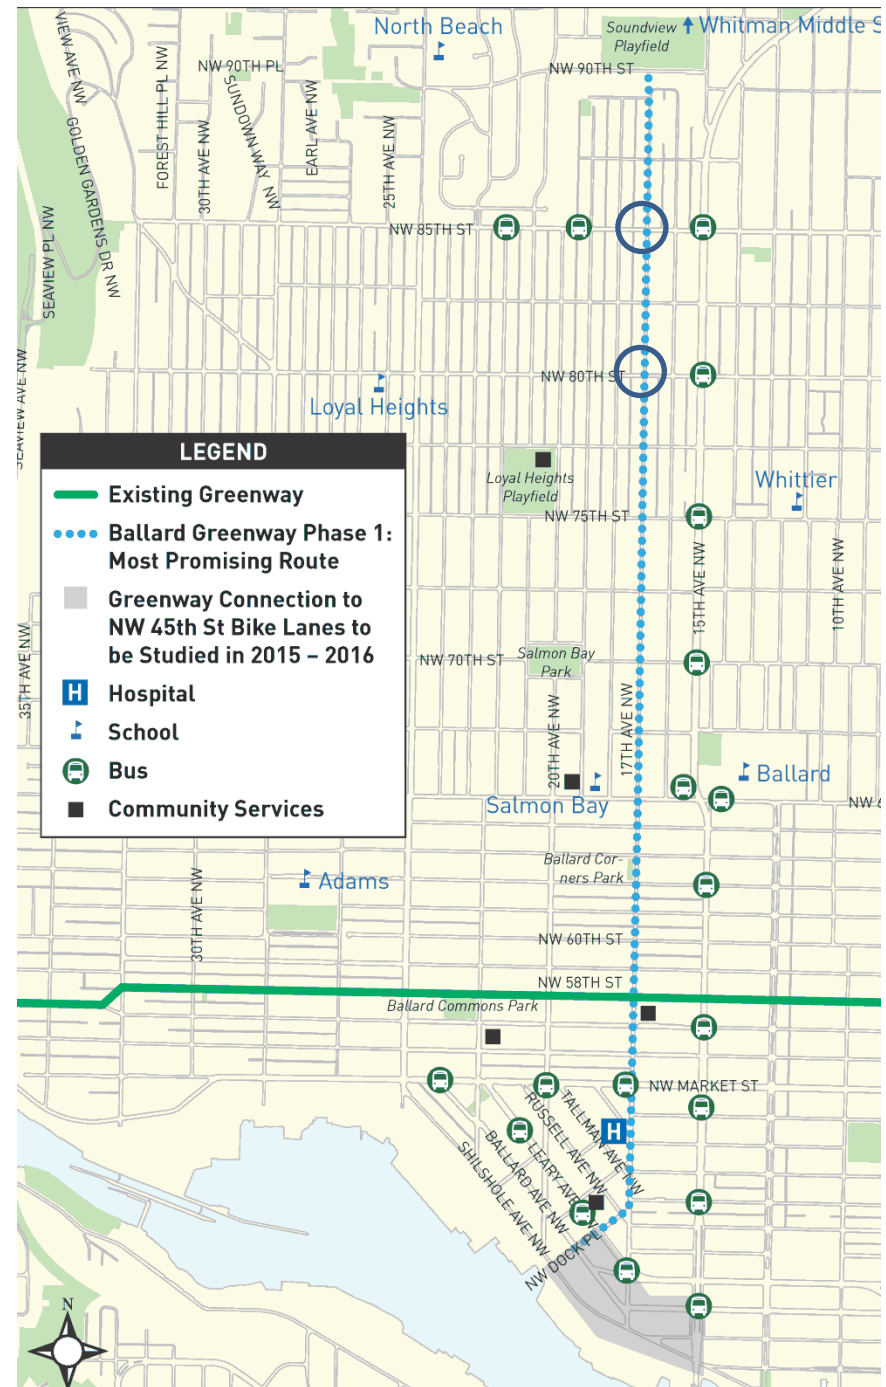 North Beach
Soundview
Playfield
Whitman Middle S
VIEW AVE NW
NW 90TH PL
NW 90TH ST
GOLDEN GARDENS DR NW
FOREST HILL PL NW
30TH AVE NW
SUNDOWN WAY NW
EARL AVE NW
25TH AVE NW
SEAVIEW PL NW
NW 85TH ST
SEAVIEW AVE NW
NW 80TH ST
Loyal Heights
LEGEND
Existing Greenway
Ballard Greenway Phase 1:
Most Promising Route
Greenway Connection to
NW 45th St Bike Lanes to
be Studied in 2015 – 2016
H Hospital
School
Bus
Community Services
Loyal Heights
Playfield
Whittier
NW 75TH ST
15TH AVE NW
10TH AVE NW
35TH AVE NW
NW 70TH ST
Salmon Bay
Park
20TH AVE NW
17TH AVE NW
Ballard
Salmon Bay
NW 6
Ballard Cor-
ners Park
Adams
30TH AVE NW
NW 60TH ST
NW 58TH ST
Ballard Commons Park
NW MARKET ST
H
TALLMAN AVE NW
RUSSELL AVE NW
LEARY AVE
BALLARD AVE NW
SHILSHOLE AVE NW
NW DOCK PL
N